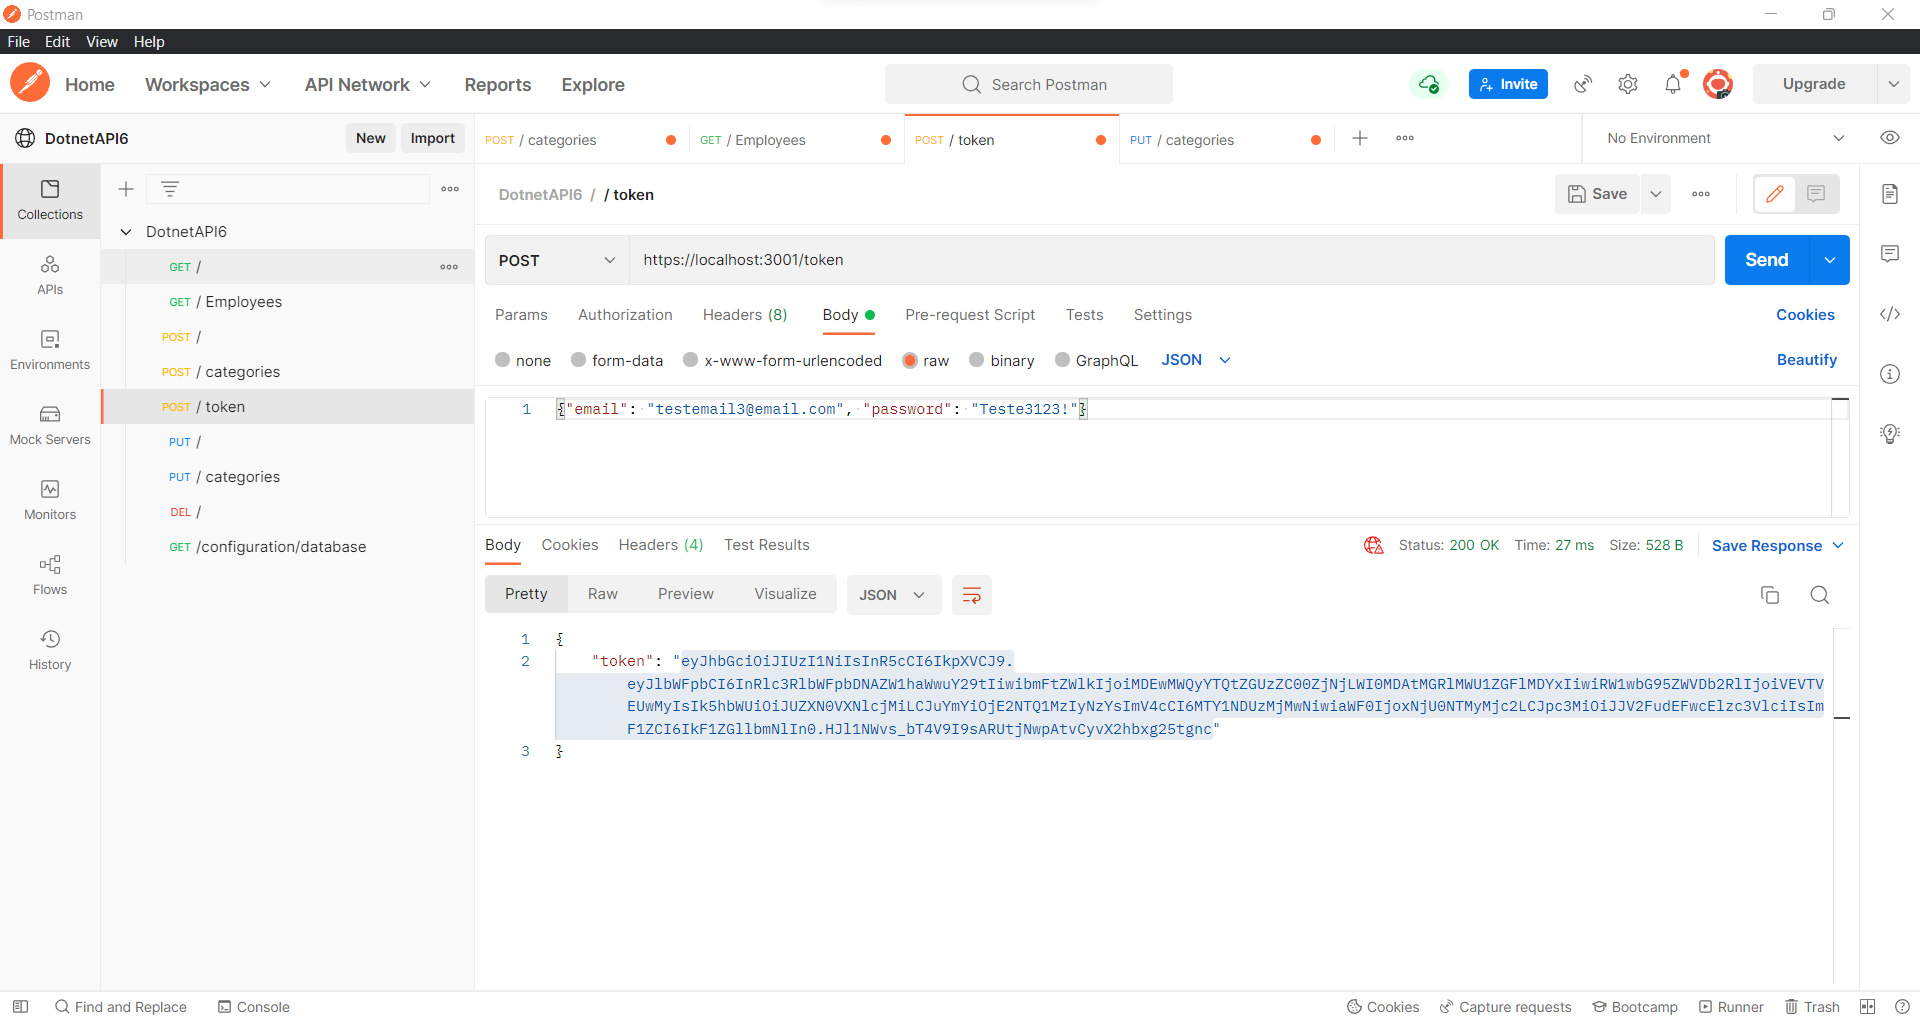 Postman
File Edit View Help
Home Workspaces API Network Reports Explore Search Postman Invite Upgrade
DotnetAPI6 New Import
POST / categories GET / Employees POST / token PUT / categories No Environment
Collections
APIs
Environments
Mock Servers
Monitors
Flows
History
DotnetAPI6
GET /
GET / Employees
POST /
POST / categories
POST / token
PUT /
PUT / categories
DEL /
GET /configuration/database
DotnetAPI6 / / token Save
POST https://localhost:3001/token Send
Params Authorization Headers (8) Body Pre-request Script Tests Settings Cookies
none form-data x-www-form-urlencoded raw binary GraphQL JSON Beautify
1 {"email": "testemail3@email.com", "password": "Teste3123!"}
Body Cookies Headers (4) Test Results Status: 200 OK Time: 27 ms Size: 528 B Save Response
Pretty Raw Preview Visualize JSON
1 {
2 "token": "eyJhbGciOiJIUzI1NiIsInR5cCI6IkpXVCJ9.
eyJlbWFpbCI6InRlc3RlbWFpbDNAZW1haWwuY29tIiwibmFtZWlkIjoiMDEwMWQyYTQtZGUzZC00ZjNjLWI0MDAtMGRlMWU1ZGFlMDYxIiwiRW1wbG95ZWVDb2RlIjoiVEVTV
EUwMyIsIk5hbWUiOiJUZXN0VXNlcjMiLCJuYmYiOjE2NTQ1MzIyNzYsImV4cCI6MTY1NDUzMjMwNiwiaWF0IjoxNjU0NTMyMjc2LCJpc3MiOiJJV2FudEFwcElzc3VlciIsIm
F1ZCI6IkF1ZGllbmNlIn0.HJl1NWvs_bT4V9I9sARUtjNwpAtvCyvX2hbxg25tgnc"
3 }
Find and Replace Console Cookies Capture requests Bootcamp Runner Trash